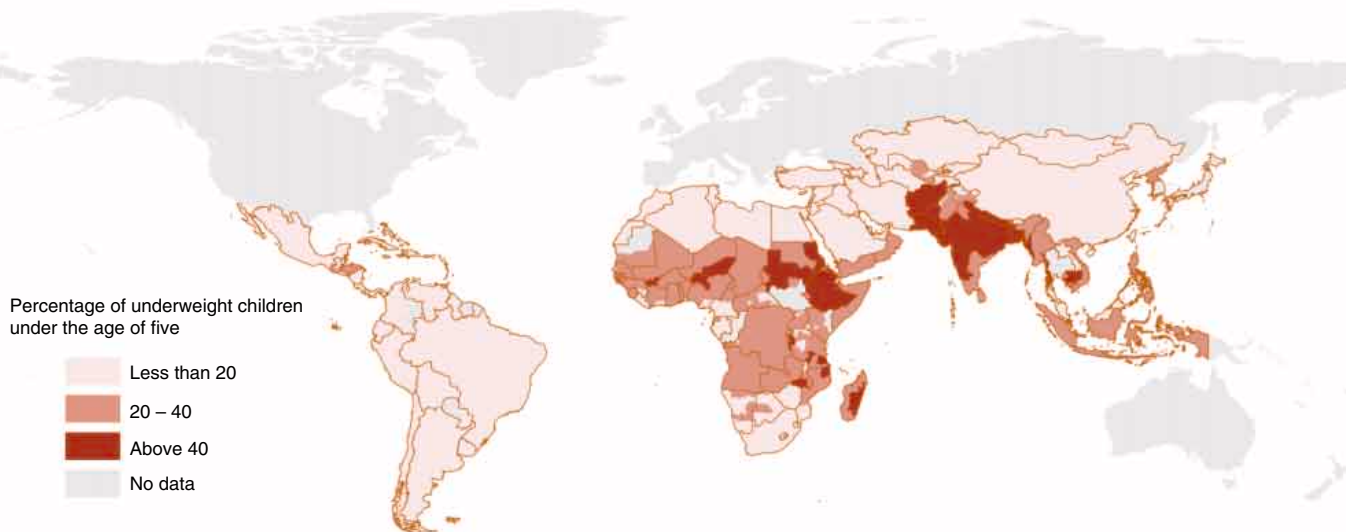 Percentage of underweight children
under the age of five
Less than 20
20 – 40
Above 40
No data